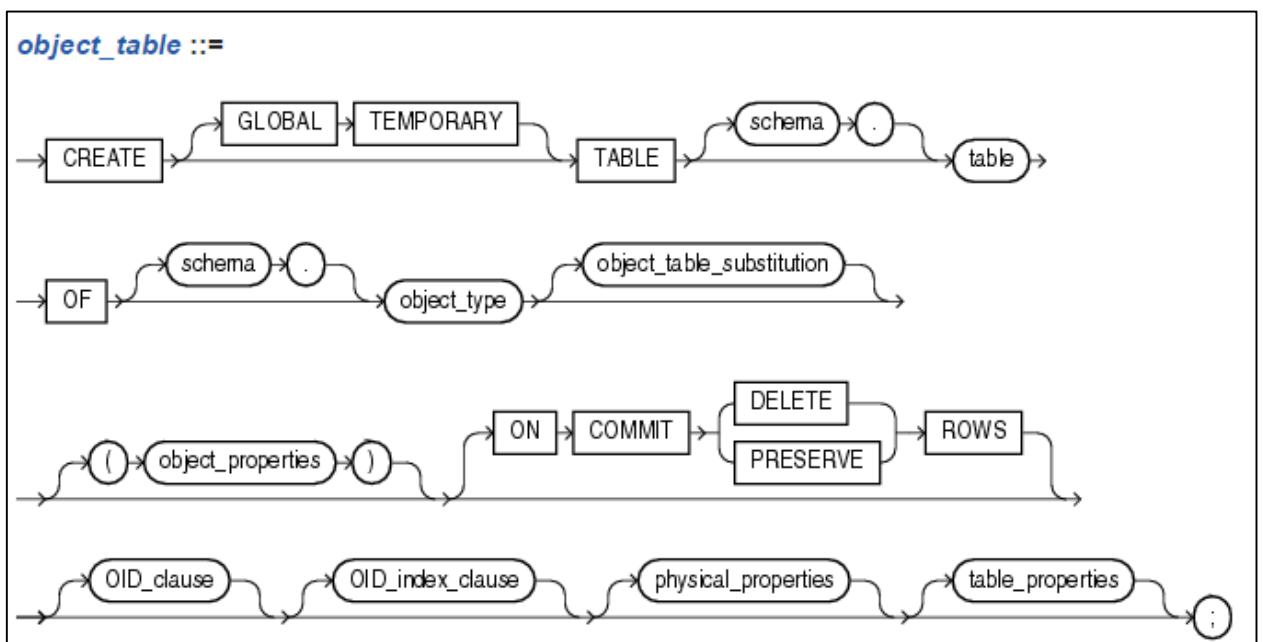 object_table ::=
GLOBAL TEMPORARY schema .
CREATE TABLE table
schema . object_table_substitution
OF object_type
DELETE
ON COMMIT ROWS
( object_properties ) PRESERVE
OID_clause OID_index_clause physical_properties table_properties
;